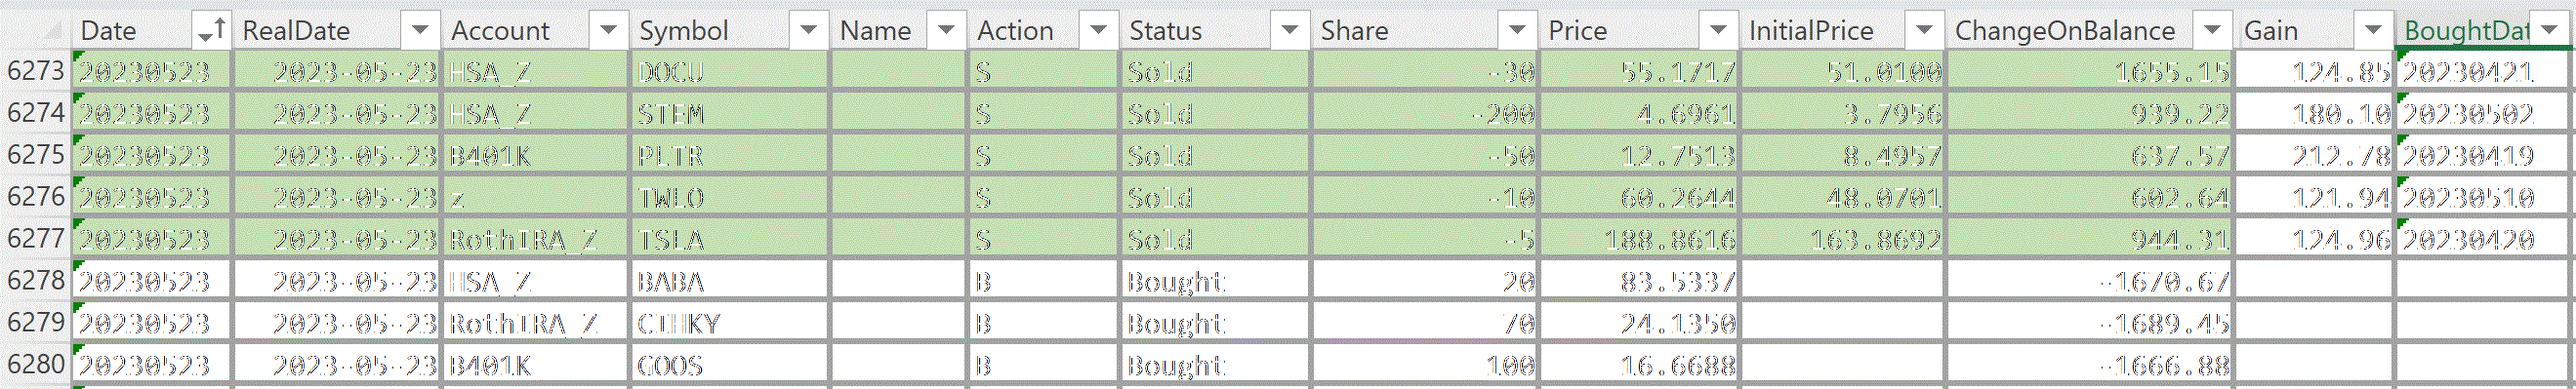 Date RealDate Account Symbol Name Action Status Share Price InitialPrice ChangeOnBalance Gain BoughtDat
6273 20230523 2023-05-23 HSA_Z DOCU S Sold -30 55.1717 51.0100 1655.15 124.85 20230421
6274 20230523 2023-05-23 HSA_Z STEM S Sold -200 4.6961 3.7956 939.22 180.10 20230502
6275 20230523 2023-05-23 B401K PLTR S Sold -50 12.7513 8.4957 637.57 212.78 20230419
6276 20230523 2023-05-23 z TWLO S Sold -10 60.2644 48.0701 602.64 121.94 20230510
6277 20230523 2023-05-23 RothIRA_Z TSLA S Sold -5 188.8616 163.8692 944.31 124.96 20230420
6278 20230523 2023-05-23 HSA_Z BABA B Bought 20 83.5337 -1670.67
6279 20230523 2023-05-23 RothIRA_Z CIHKY B Bought 70 24.1350 -1689.45
6280 20230523 2023-05-23 B401K GOOS B Bought 100 16.6688 -1666.88